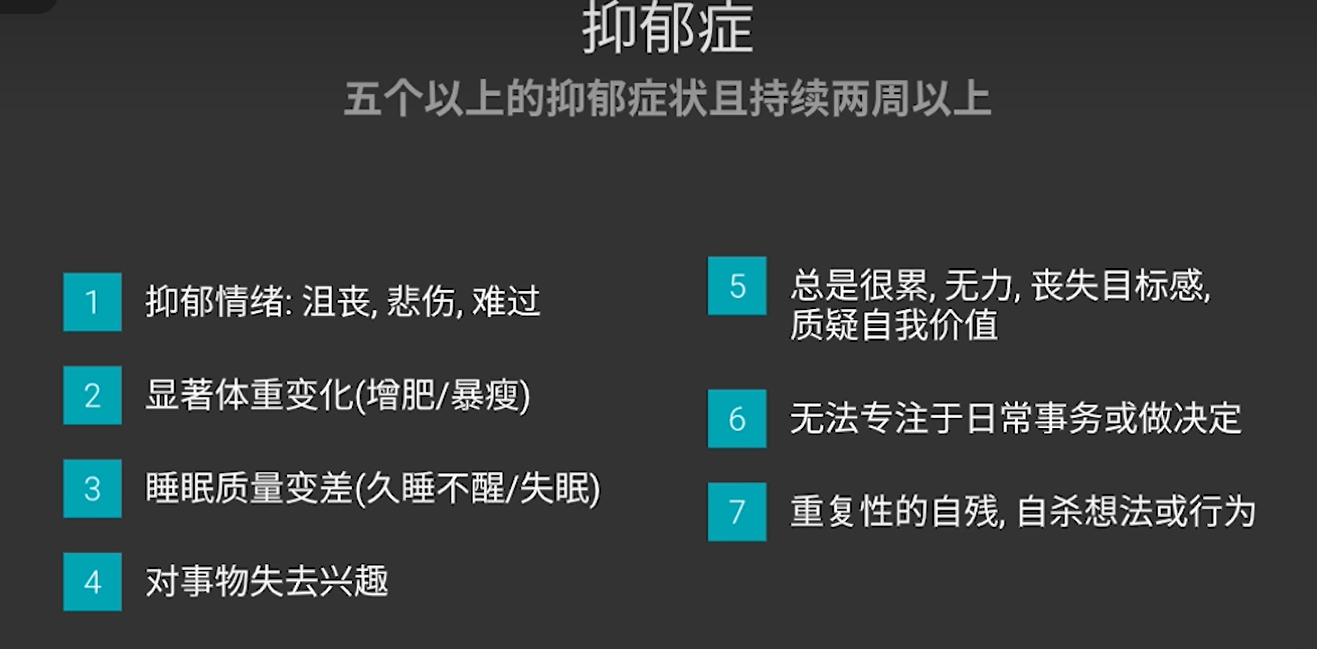 抑郁症
五个以上的抑郁症状且持续两周以上
1 抑郁情绪: 沮丧, 悲伤, 难过
2 显著体重变化(增肥/暴瘦)
3 睡眠质量变差(久睡不醒/失眠)
4 对事物失去兴趣
5 总是很累, 无力, 丧失目标感,
质疑自我价值
6 无法专注于日常事务或做决定
7 重复性的自残, 自杀想法或行为